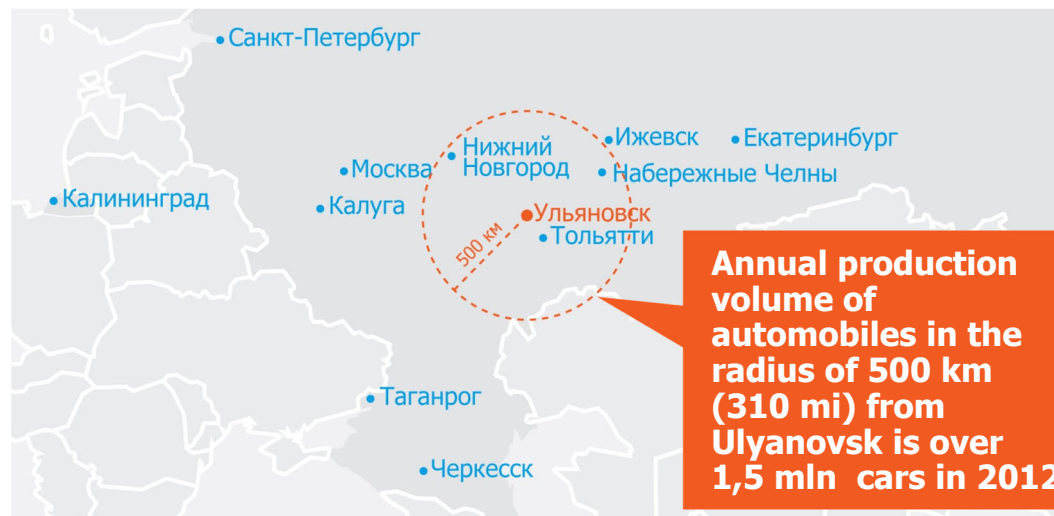 Санкт-Петербург
Нижний
Новгород
Ижевск
Екатеринбург
Москва
Набережные Челны
Калининград
Калуга
Ульяновск
Тольятти
500 км
Annual production
volume of
automobiles in the
radius of 500 km
(310 mi) from
Ulyanovsk is over
1,5 mln cars in 2012
Таганрог
Черкесск